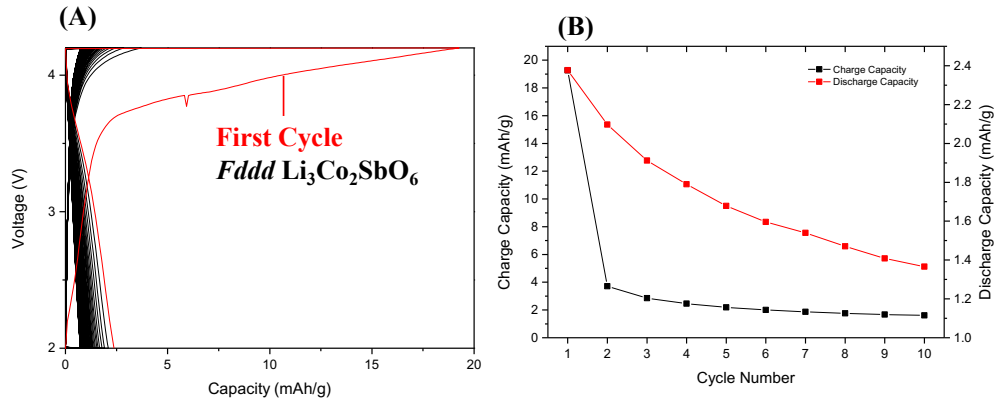 (A)
4
3
2
Voltage (V)
0
5
10
15
20
Capacity (mAh/g)
First Cycle
Fddd Li₃Co₂SbO₆
(B)
20
18
16
14
12
10
8
6
4
2
0
Charge Capacity (mAh/g)
Charge Capacity
Discharge Capacity
2.4
2.2
2.0
1.8
1.6
1.4
1.2
1.0
Discharge Capacity (mAh/g)
1 2 3 4 5 6 7 8 9 10
Cycle Number